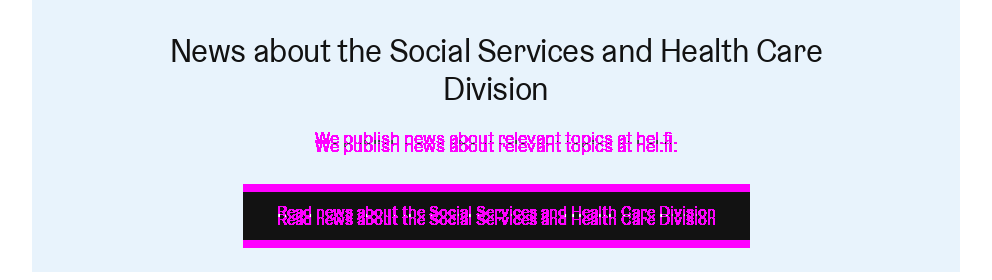 News about the Social Services and Health Care
Division
We publish news about relevant topics at hel.fi.
Read news about the Social Services and Health Care Division